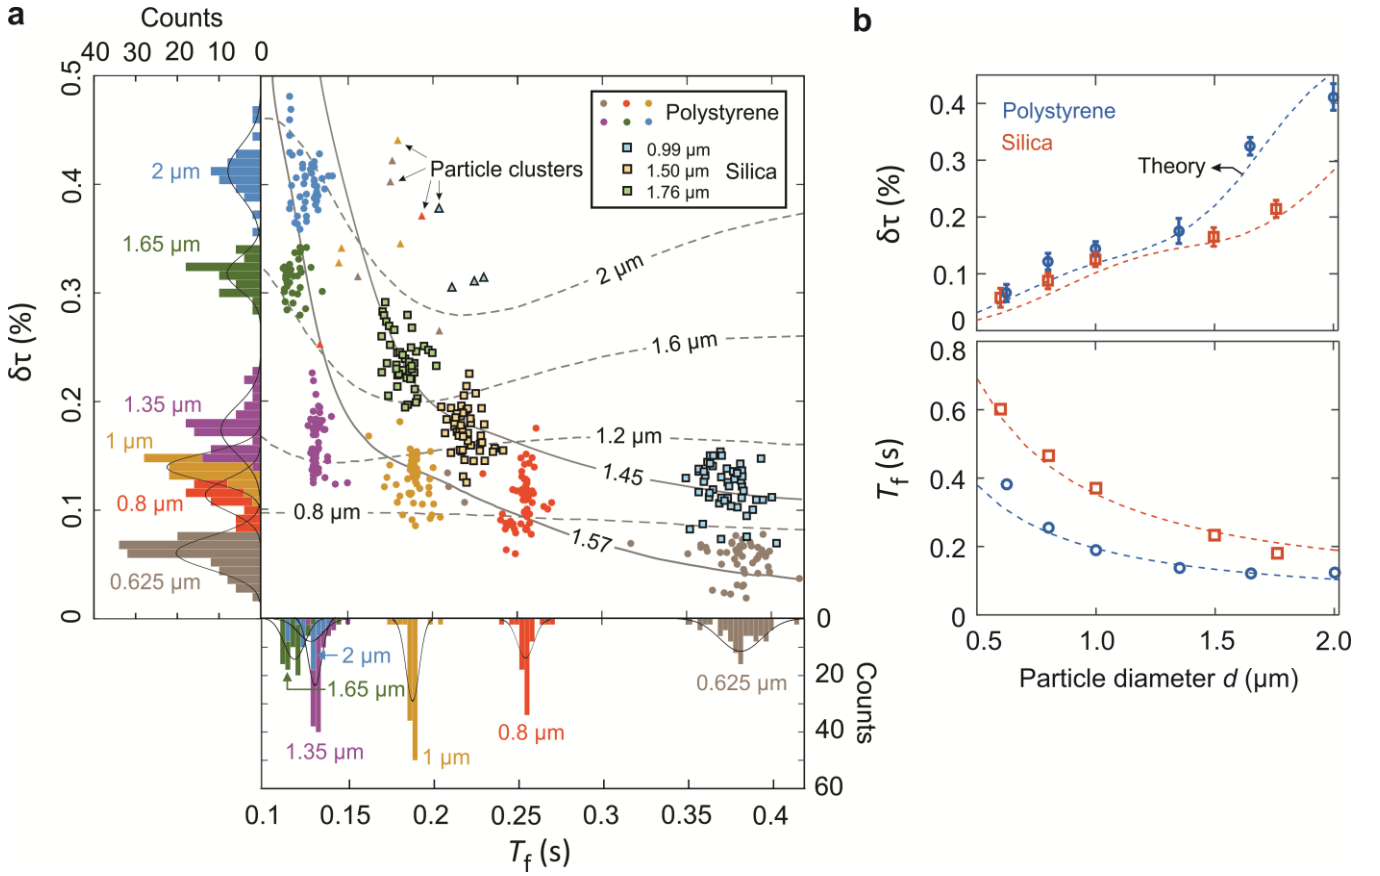 a
Counts
40 30 20 10 0
0.5
0.4
0.3
0.2
0.1
0
δτ (%)
2 µm
1.65 µm
1.35 µm
1 µm
0.8 µm
0.625 µm
Polystyrene
0.99 µm
1.50 µm
1.76 µm
Silica
Particle clusters
2 µm
1.6 µm
1.2 µm
1.45
0.8 µm
1.57
2 µm
1.65 µm
1.35 µm
1 µm
0.8 µm
0.625 µm
0
20
40
60
Counts
0.1 0.15 0.2 0.25 0.3 0.35 0.4
Tf (s)
b
δτ (%)
0.4
0.3
0.2
0.1
0
Polystyrene
Silica
Theory
Tf (s)
0.8
0.6
0.4
0.2
0
0.5 1.0 1.5 2.0
Particle diameter d (µm)